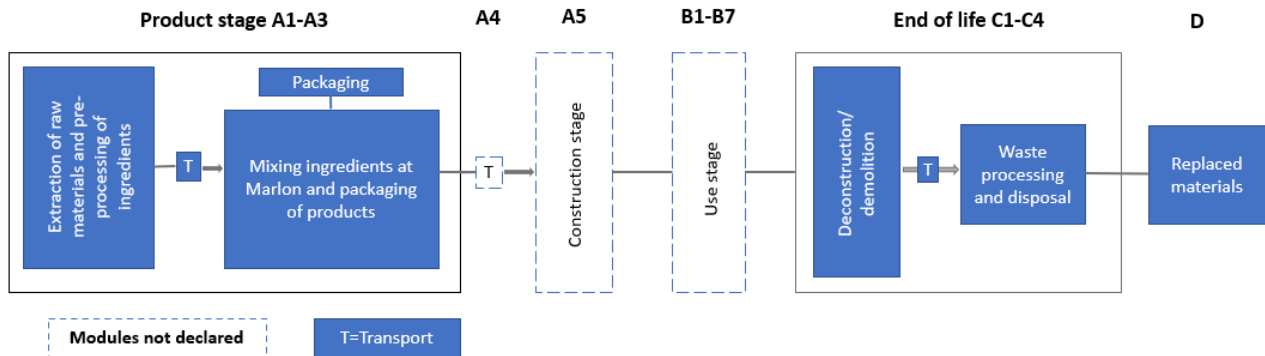 Product stage A1-A3
A4
A5
B1-B7
End of life C1-C4
D
Extraction of raw
materials and pre-
processing of
ingredients
T
Packaging
Mixing ingredients at
Marlon and packaging
of products
T
Construction stage
Use stage
Deconstruction/
demolition
T
Waste
processing
and disposal
Replaced
materials
Modules not declared
T=Transport